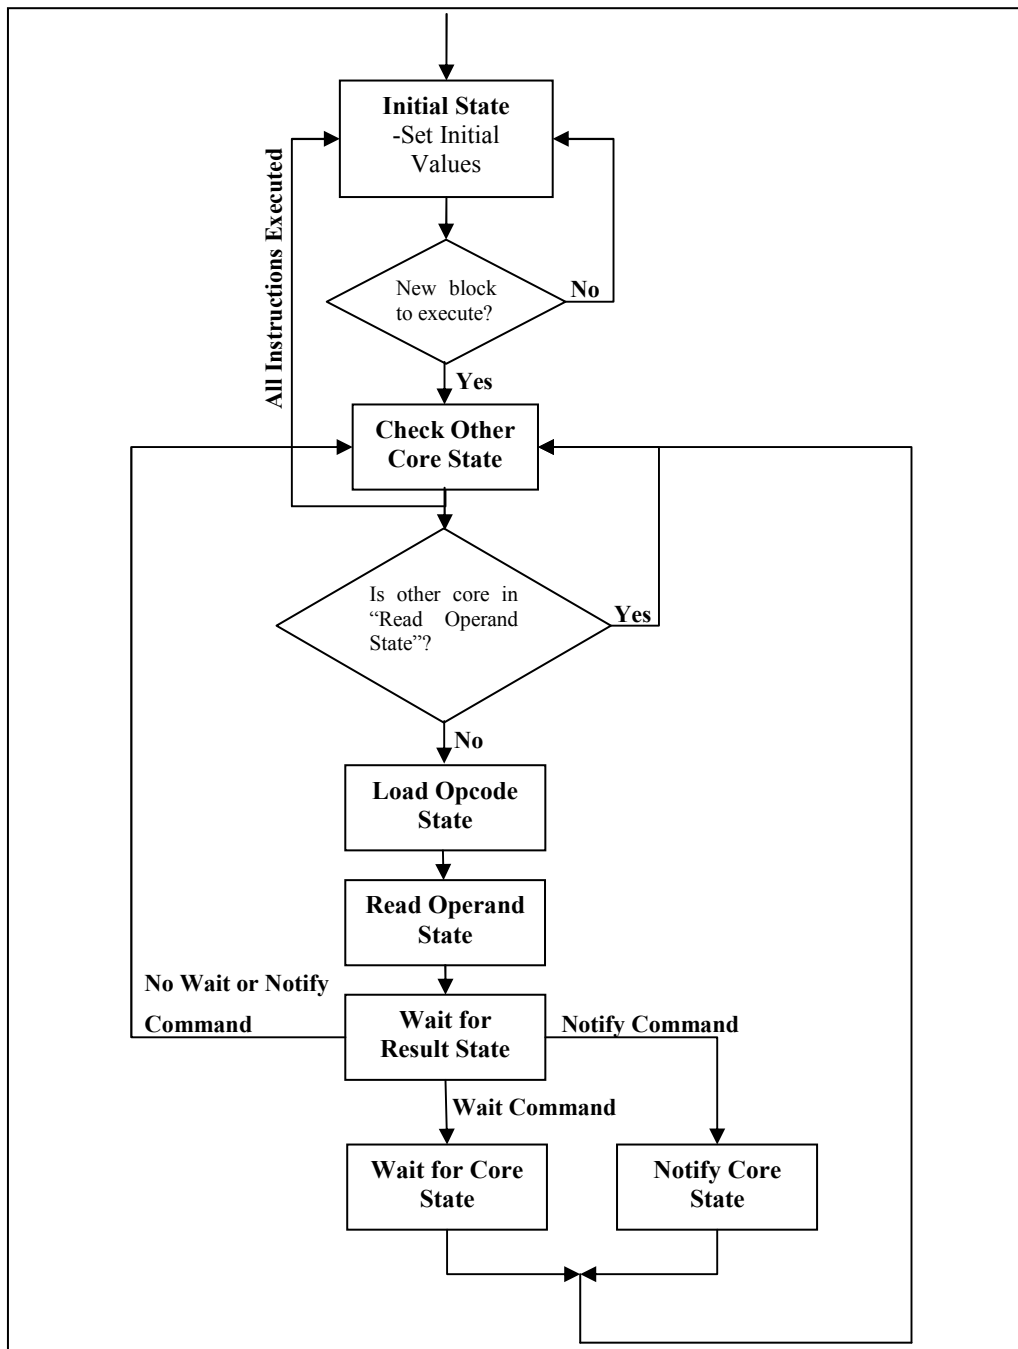 Initial State
-Set Initial
Values
All Instructions Executed
New block
to execute?
No
Yes
Check Other
Core State
Is other core in
“Read Operand
State”?
Yes
No
Load Opcode
State
Read Operand
State
No Wait or Notify
Command
Wait for
Result State
Notify Command
Wait Command
Wait for Core
State
Notify Core
State